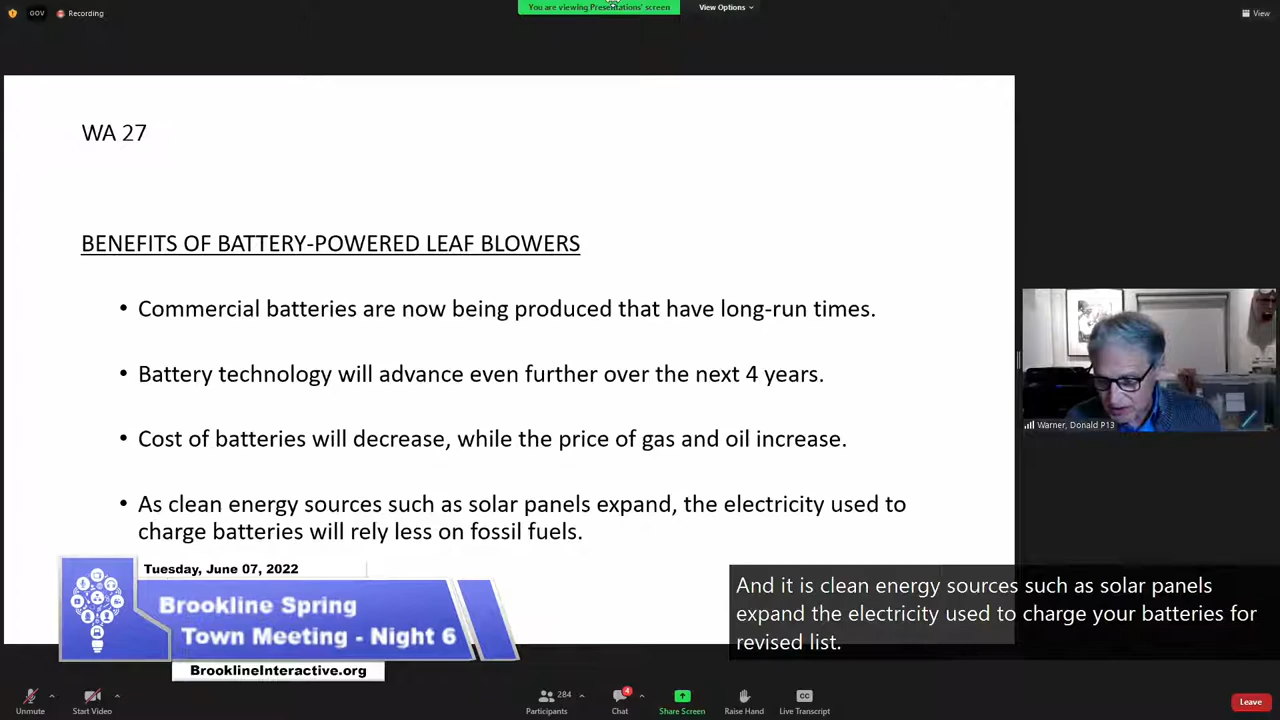 GOV
Recording
You are viewing Presentations' screen
View Options
View
WA 27
BENEFITS OF BATTERY-POWERED LEAF BLOWERS
• Commercial batteries are now being produced that have long-run times.
• Battery technology will advance even further over the next 4 years.
• Cost of batteries will decrease, while the price of gas and oil increase.
• As clean energy sources such as solar panels expand, the electricity used to
charge batteries will rely less on fossil fuels.
Warner, Donald P13
Tuesday, June 07, 2022
Brookline Spring
Town Meeting - Night 6
BrooklineInteractive.org
And it is clean energy sources such as solar panels
expand the electricity used to charge your batteries for
revised list.
Unmute
Start Video
284
Participants
4
Chat
Share Screen
Raise Hand
CC
Live Transcript
Leave